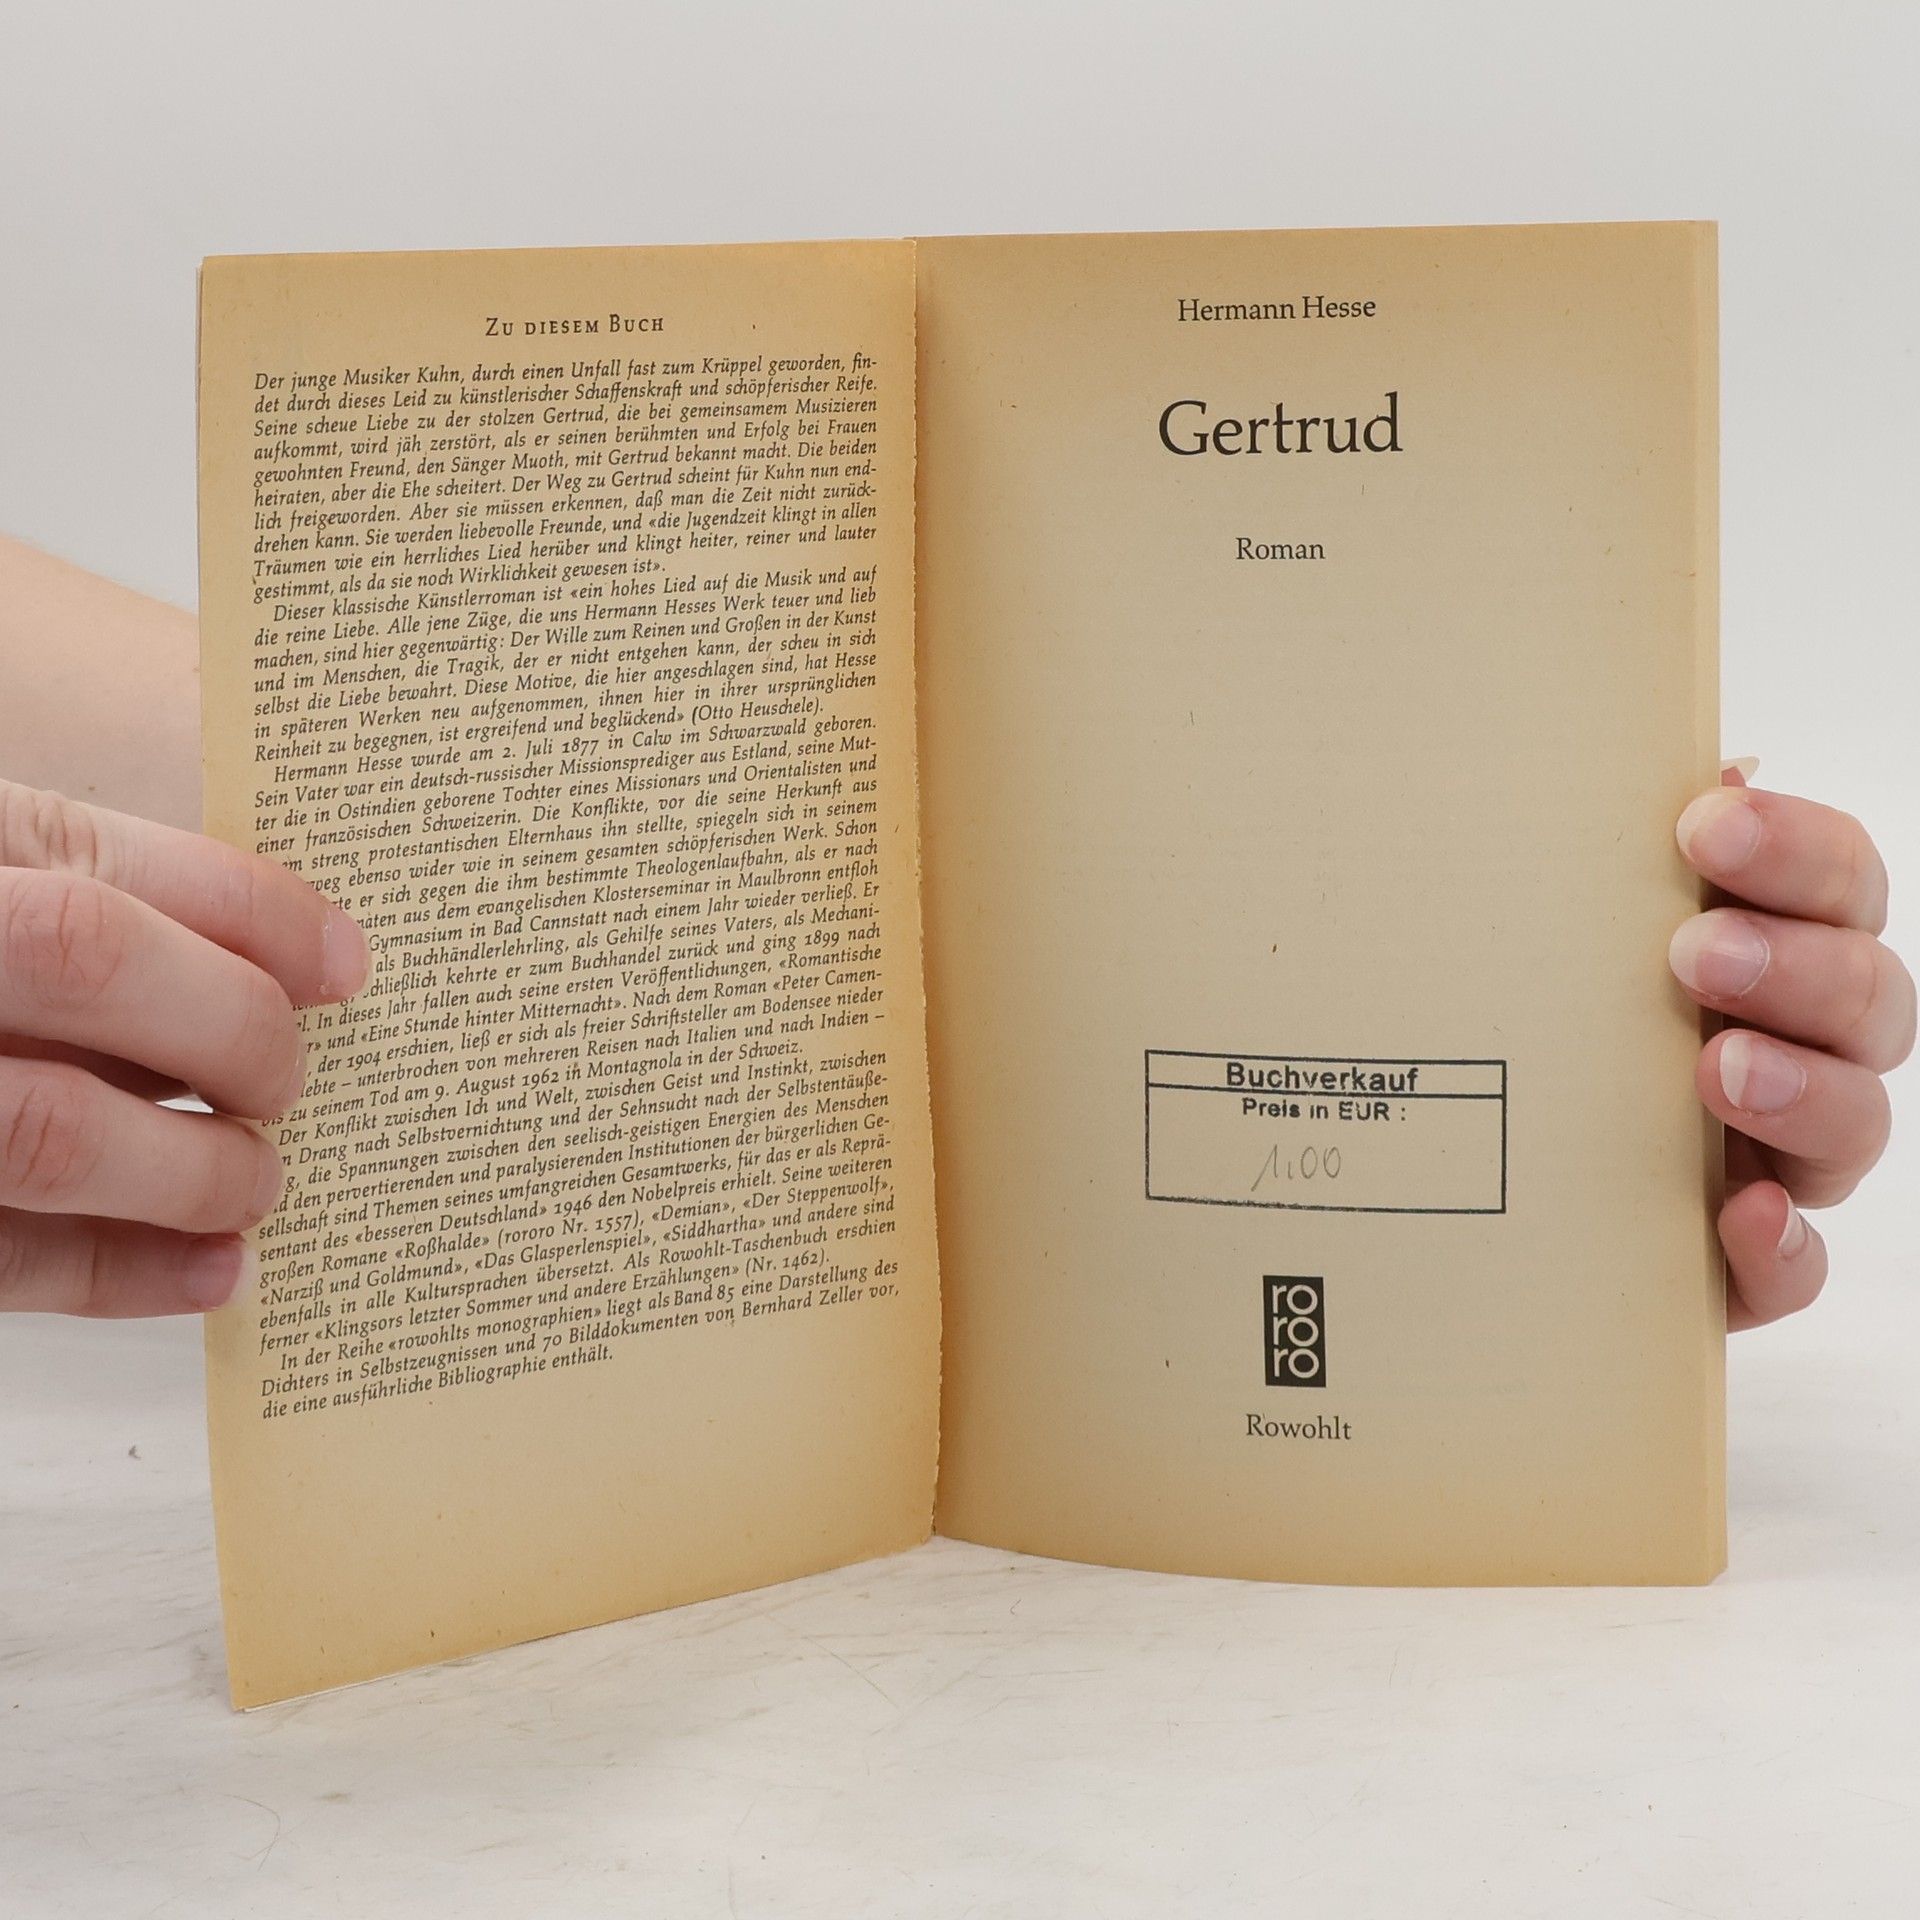 ZU DIESEM BUCH
Der junge Musiker Kuhn, durch einen Unfall fast zum Krüppel geworden, fin-
det durch dieses Leid zu künstlerischer Schaffenskraft und schöpferischer Reife.
Seine scheue Liebe zu der stolzen Gertrud, die bei gemeinsamem Musizieren
aufkommt, wird jäh zerstört, als er seinen berühmten und Erfolg bei Frauen
gewohnten Freund, den Sänger Muoth, mit Gertrud bekannt macht. Die beiden
heiraten, aber die Ehe scheitert. Der Weg zu Gertrud scheint für Kuhn nun end-
lich freigeworden. Aber sie müssen erkennen, daß man die Zeit nicht zurück-
drehen kann. Sie werden liebevolle Freunde, und «die Jugendzeit klingt in allen
Träumen wie ein herrliches Lied herüber und klingt heiter, reiner und lauter
gestimmt, als da sie noch Wirklichkeit gewesen ist».
Dieser klassische Künstlerroman ist «ein hohes Lied auf die Musik und auf
die reine Liebe. Alle jene Züge, die uns Hermann Hesses Werk teuer und lieb
machen, sind hier gegenwärtig: Der Wille zum Reinen und Großen in der Kunst
und im Menschen, die Tragik, der er nicht entgehen kann, der scheu in sich
selbst die Liebe bewahrt. Diese Motive, die hier angeschlagen sind, hat Hesse
in späteren Werken neu aufgenommen, ihnen hier in ihrer ursprünglichen
Reinheit zu begegnen, ist ergreifend und beglückend» (Otto Heuschele).
Hermann Hesse wurde am 2. Juli 1877 in Calw im Schwarzwald geboren.
Sein Vater war ein deutsch-russischer Missionsprediger aus Estland, seine Mut-
ter die in Ostindien geborene Tochter eines Missionars und Orientalisten und
einer französischen Schweizerin. Die Konflikte, vor die seine Herkunft aus
streng protestantischen Elternhaus ihn stellte, spiegeln sich in seinem
weg ebenso wider wie in seinem gesamten schöpferischen Werk. Schon
te er sich gegen die ihm bestimmte Theologenlaufbahn, als er nach
naten aus dem evangelischen Klosterseminar in Maulbronn entfloh
Gymnasium in Bad Cannstatt nach einem Jahr wieder verließ. Er
als Buchhändlerlehrling, als Gehilfe seines Vaters, als Mechani-
schließlich kehrte er zum Buchhandel zurück und ging 1899 nach
l. In dieses Jahr fallen auch seine ersten Veröffentlichungen, «Romantische
r» und «Eine Stunde hinter Mitternacht». Nach dem Roman «Peter Camen-
, der 1904 erschien, ließ er sich als freier Schriftsteller am Bodensee nieder
lebte – unterbrochen von mehreren Reisen nach Italien und nach Indien –
bis zu seinem Tod am 9. August 1962 in Montagnola in der Schweiz.
Der Konflikt zwischen Ich und Welt, zwischen Geist und Instinkt, zwischen
n Drang nach Selbstvernichtung und der Sehnsucht nach der Selbstentäuße-
g, die Spannungen zwischen den seelisch-geistigen Energien des Menschen
d den pervertierenden und paralysierenden Institutionen der bürgerlichen Ge-
sellschaft sind Themen seines umfangreichen Gesamtwerks, für das er als Reprä-
sentant des «besseren Deutschland» 1946 den Nobelpreis erhielt. Seine weiteren
großen Romane «Roßhalde» (rororo Nr. 1557), «Demian», «Der Steppenwolf»,
«Narziß und Goldmund», «Das Glasperlenspiel», «Siddhartha» und andere sind
ebenfalls in alle Kultursprachen übersetzt. Als Rowohlt-Taschenbuch erschien
ferner «Klingsors letzter Sommer und andere Erzählungen» (Nr. 1462).
In der Reihe «rowohlts monographien» liegt als Band 85 eine Darstellung des
Dichters in Selbstzeugnissen und 70 Bilddokumenten von Bernhard Zeller vor,
die eine ausführliche Bibliographie enthält.
Hermann Hesse
Gertrud
Roman
Buchverkauf
Preis in EUR :
1,00
ro
ro
ro
Rowohlt